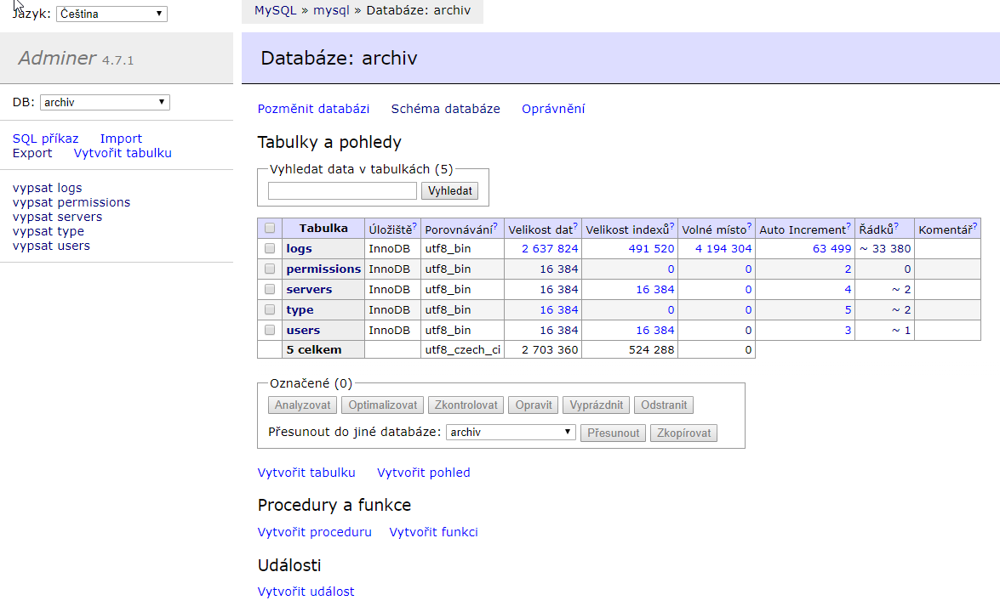 Jazyk: Čeština
MySQL » mysql » Databáze: archiv
Adminer 4.7.1
Databáze: archiv
DB: archiv
SQL příkaz Import
Export Vytvořit tabulku
vypsat logs
vypsat permissions
vypsat servers
vypsat type
vypsat users
Pozměnit databázi Schéma databáze Oprávnění
Tabulky a pohledy
Vyhledat data v tabulkách (5)
Vyhledat
Tabulka Úložiště? Porovnávání? Velikost dat? Velikost indexů? Volné místo? Auto Increment? Řádků? Komentář?
logs InnoDB utf8_bin 2 637 824 491 520 4 194 304 63 499 ~ 33 380
permissions InnoDB utf8_bin 16 384 0 0 2 0
servers InnoDB utf8_bin 16 384 16 384 0 4 ~ 2
type InnoDB utf8_bin 16 384 0 0 5 ~ 2
users InnoDB utf8_bin 16 384 16 384 0 3 ~ 1
5 celkem utf8_czech_ci 2 703 360 524 288 0
Označené (0)
Analyzovat Optimalizovat Zkontrolovat Opravit Vyprázdnit Odstranit
Přesunout do jiné databáze: archiv Přesunout Zkopírovat
Vytvořit tabulku Vytvořit pohled
Procedury a funkce
Vytvořit proceduru Vytvořit funkci
Události
Vytvořit událost